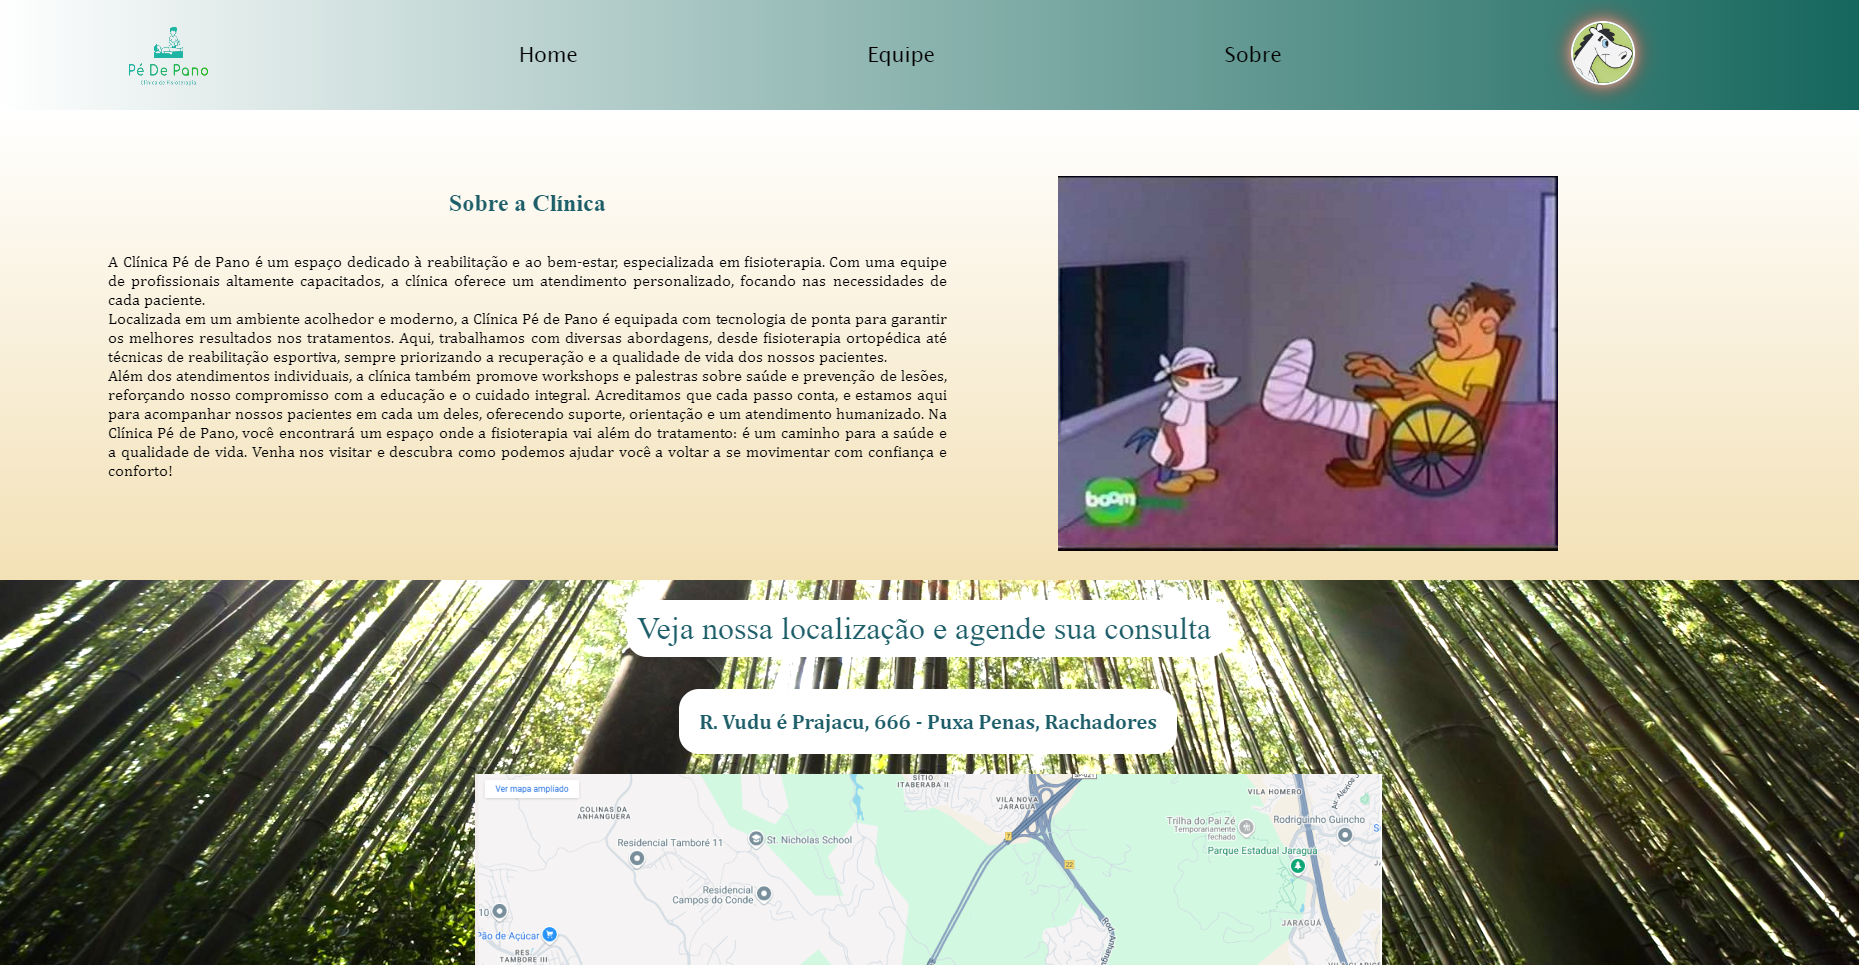 Pé De Pano
Clínica de Fisioterapia
Home
Equipe
Sobre
Sobre a Clínica
A Clínica Pé de Pano é um espaço dedicado à reabilitação e ao bem-estar, especializada em fisioterapia. Com uma equipe
de profissionais altamente capacitados, a clínica oferece um atendimento personalizado, focando nas necessidades de
cada paciente.
Localizada em um ambiente acolhedor e moderno, a Clínica Pé de Pano é equipada com tecnologia de ponta para garantir
os melhores resultados nos tratamentos. Aqui, trabalhamos com diversas abordagens, desde fisioterapia ortopédica até
técnicas de reabilitação esportiva, sempre priorizando a recuperação e a qualidade de vida dos nossos pacientes.
Além dos atendimentos individuais, a clínica também promove workshops e palestras sobre saúde e prevenção de lesões,
reforçando nosso compromisso com a educação e o cuidado integral. Acreditamos que cada passo conta, e estamos aqui
para acompanhar nossos pacientes em cada um deles, oferecendo suporte, orientação e um atendimento humanizado. Na
Clínica Pé de Pano, você encontrará um espaço onde a fisioterapia vai além do tratamento: é um caminho para a saúde e
a qualidade de vida. Venha nos visitar e descubra como podemos ajudar você a voltar a se movimentar com confiança e
conforto!
boom
Veja nossa localização e agende sua consulta
R. Vudu é Prajacu, 666 - Puxa Penas, Rachadores
Ver mapa ampliado
SÍTIO
ITABERABA II
COLINAS DA
ANHANGUERA
VILA NOVA
JARAGUÁ
VILA HOMERO
Av. Aléxios
Residencial Tamboré 11
St. Nicholas School
Trilha do Pai Zé
Temporariamente
fechado
Rodriguinho Guincho
Parque Estadual Jaraguá
22
Residencial
Campos do Conde
10
Pão de Açúcar
RES.
TAMBORE III
JARAGUÁ
VILA CLARICE